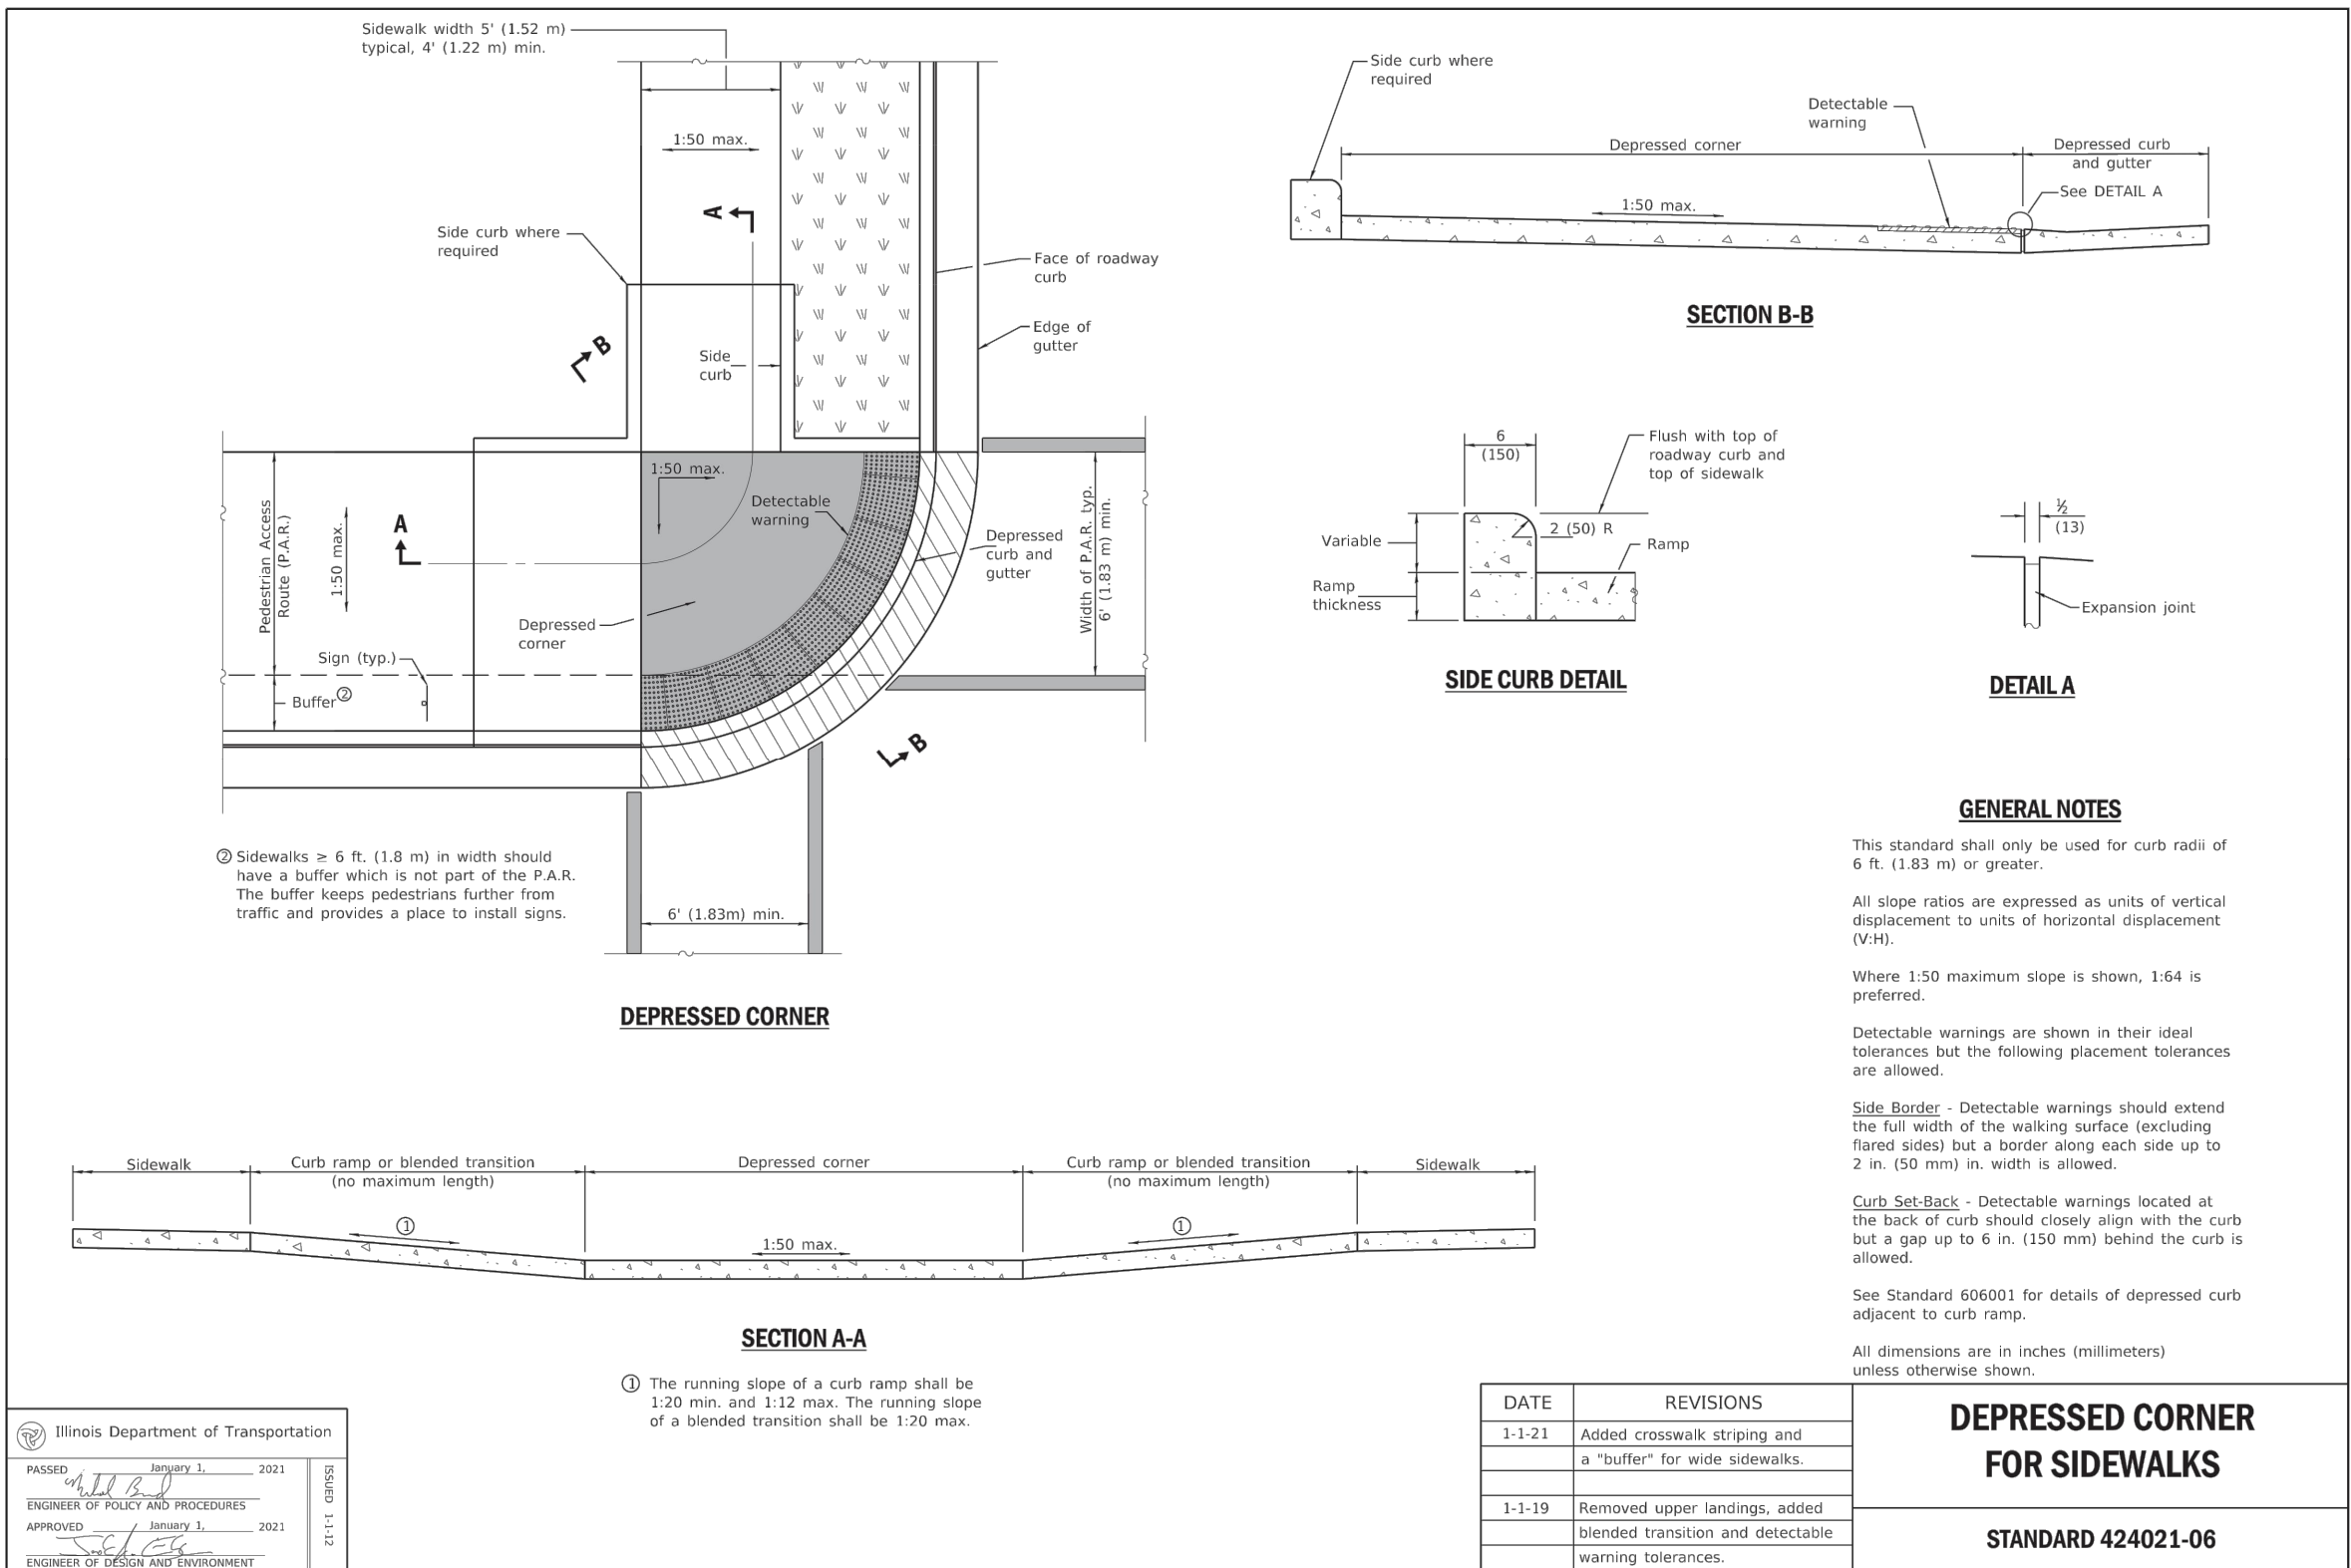 Sidewalk width 5' (1.52 m)
typical, 4' (1.22 m) min.
1:50 max.
A
Side curb where
required
Face of roadway
curb
Edge of
gutter
B
Side
curb
1:50 max.
Detectable
warning
Pedestrian Access
Route (P.A.R.)
1:50 max.
A
Depressed
curb and
gutter
Width of P.A.R. typ.
6' (1.83 m) min.
Depressed
corner
Sign (typ.)
Buffer ②
B
② Sidewalks ≥ 6 ft. (1.8 m) in width should
have a buffer which is not part of the P.A.R.
The buffer keeps pedestrians further from
traffic and provides a place to install signs.
6' (1.83m) min.
DEPRESSED CORNER
Side curb where
required
Detectable
warning
Depressed corner
Depressed curb
and gutter
See DETAIL A
1:50 max.
SECTION B-B
6
(150)
Flush with top of
roadway curb and
top of sidewalk
2 (50) R
Variable
Ramp
Ramp
thickness
SIDE CURB DETAIL
½
(13)
Expansion joint
DETAIL A
GENERAL NOTES
This standard shall only be used for curb radii of
6 ft. (1.83 m) or greater.
All slope ratios are expressed as units of vertical
displacement to units of horizontal displacement
(V:H).
Where 1:50 maximum slope is shown, 1:64 is
preferred.
Detectable warnings are shown in their ideal
tolerances but the following placement tolerances
are allowed.
Side Border - Detectable warnings should extend
the full width of the walking surface (excluding
flared sides) but a border along each side up to
2 in. (50 mm) in. width is allowed.
Curb Set-Back - Detectable warnings located at
the back of curb should closely align with the curb
but a gap up to 6 in. (150 mm) behind the curb is
allowed.
See Standard 606001 for details of depressed curb
adjacent to curb ramp.
All dimensions are in inches (millimeters)
unless otherwise shown.
Sidewalk
Curb ramp or blended transition
(no maximum length)
Depressed corner
Curb ramp or blended transition
(no maximum length)
Sidewalk
①
1:50 max.
①
SECTION A-A
① The running slope of a curb ramp shall be
1:20 min. and 1:12 max. The running slope
of a blended transition shall be 1:20 max.
Illinois Department of Transportation
PASSED January 1, 2021
ENGINEER OF POLICY AND PROCEDURES
APPROVED January 1, 2021
ENGINEER OF DESIGN AND ENVIRONMENT
ISSUED 1-1-12
DATE REVISIONS
1-1-21 Added crosswalk striping and
a "buffer" for wide sidewalks.
1-1-19 Removed upper landings, added
blended transition and detectable
warning tolerances.
DEPRESSED CORNER
FOR SIDEWALKS
STANDARD 424021-06